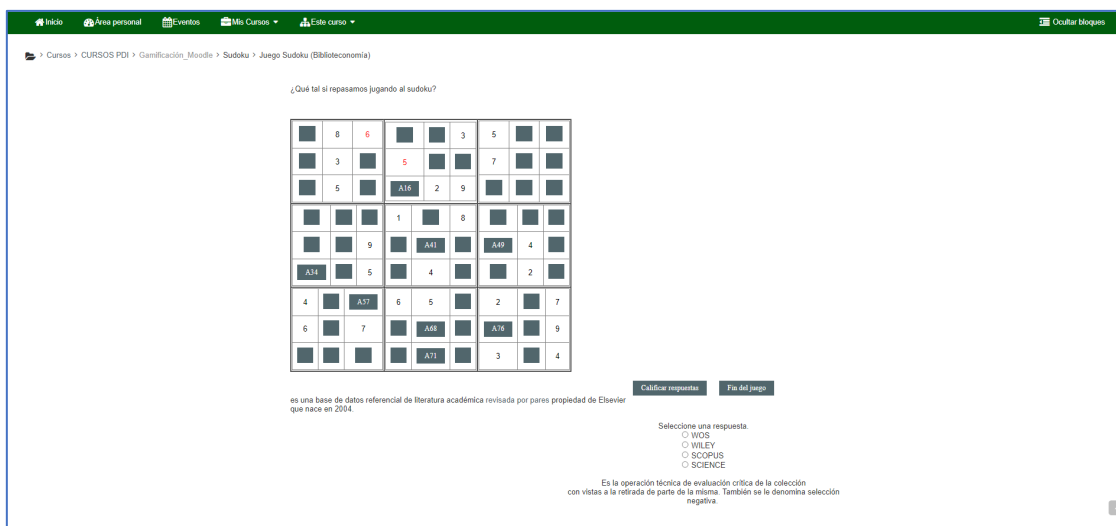 Inicio Área personal Eventos Mis Cursos Este curso Ocultar bloques
> Cursos > CURSOS PDI > Gamificación_Moodle > Sudoku > Juego Sudoku (Biblioteconomía)
¿Qué tal si repasamos jugando al sudoku?
8 6 3 5
3 5 7
5 A16 2 9
1 8
9 A41 A49 4
A34 5 4 2
4 A57 6 5 2 7
6 7 A68 A76 9
A71 3 4
Calificar respuestas Fin del juego
es una base de datos referencial de literatura académica revisada por pares propiedad de Elsevier
que nace en 2004.
Seleccione una respuesta.
WOS
WILEY
SCOPUS
SCIENCE
Es la operación técnica de evaluación crítica de la colección
con vistas a la retirada de parte de la misma. También se le denomina selección
negativa.